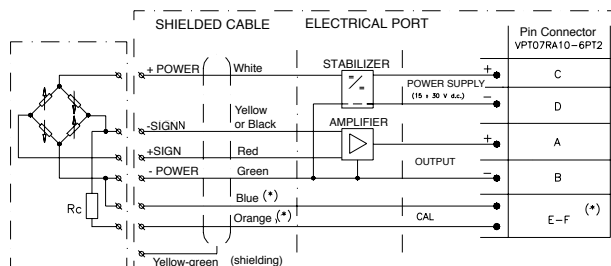 SHIELDED CABLE
ELECTRICAL PORT
Pin Connector
VPT07RA10-6PT2
+ POWER
White
STABILIZER
+
C
POWER SUPPLY
(15 ÷ 30 V d.c.)
-
D
Yellow
or Black
-SIGNN
AMPLIFIER
+
A
+SIGN
Red
OUTPUT
- POWER
Green
-
B
Blue (*)
Rc
Orange (*)
CAL
E-F (*)
Yellow-green (shielding)